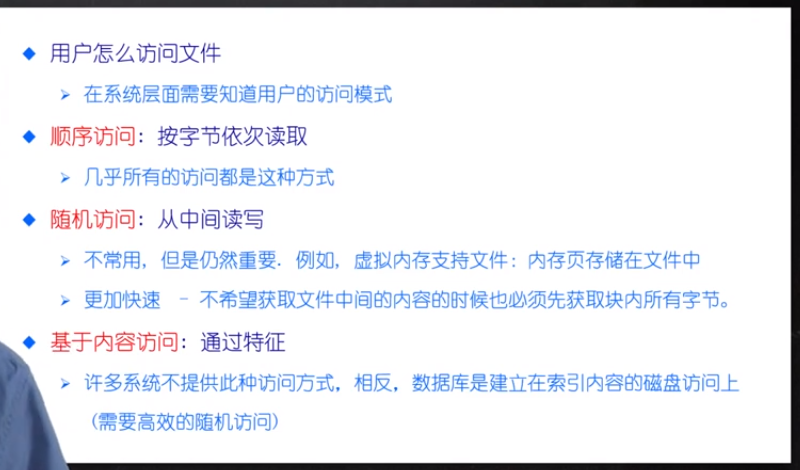 用户怎么访问文件
在系统层面需要知道用户的访问模式
顺序访问：按字节依次读取
几乎所有的访问都是这种方式
随机访问：从中间读写
不常用，但是仍然重要. 例如, 虚拟内存支持文件：内存页存储在文件中
更加快速 - 不希望获取文件中间的内容的时候也必须先获取块内所有字节。
基于内容访问：通过特征
许多系统不提供此种访问方式，相反，数据库是建立在索引内容的磁盘访问上
(需要高效的随机访问)